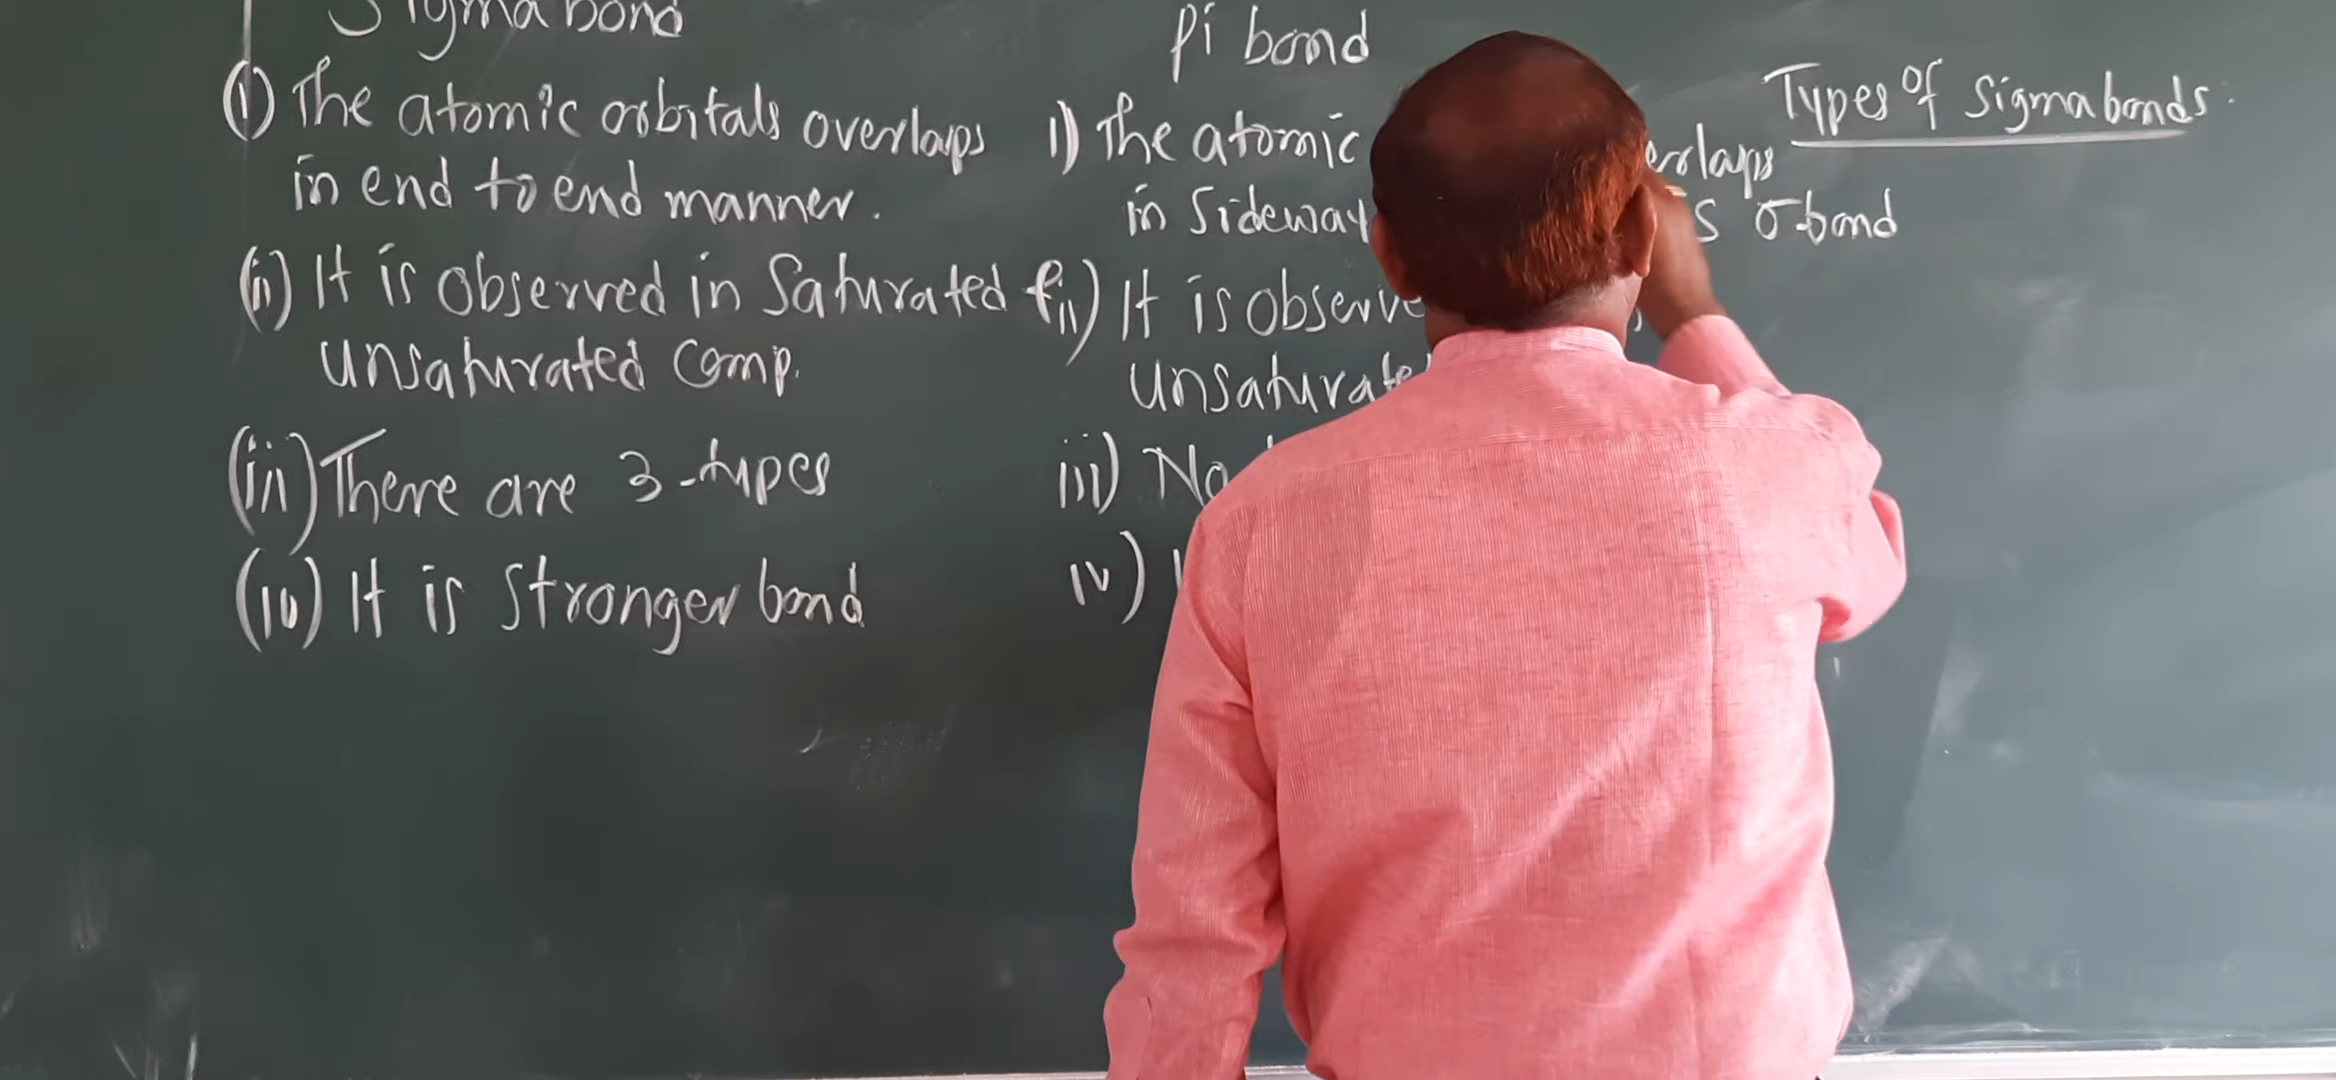 Sigma bond
(i) The atomic orbitals overlaps
in end to end manner.
(ii) It is observed in Saturated &
unsaturated comp.
(iii) There are 3-types
(iv) It is stronger bond
Pi bond
i) The atomic erlaps
in sideway
ii) It is observe
unsaturate
iii) No
iv)
Types of sigma bonds.
S σ-bond